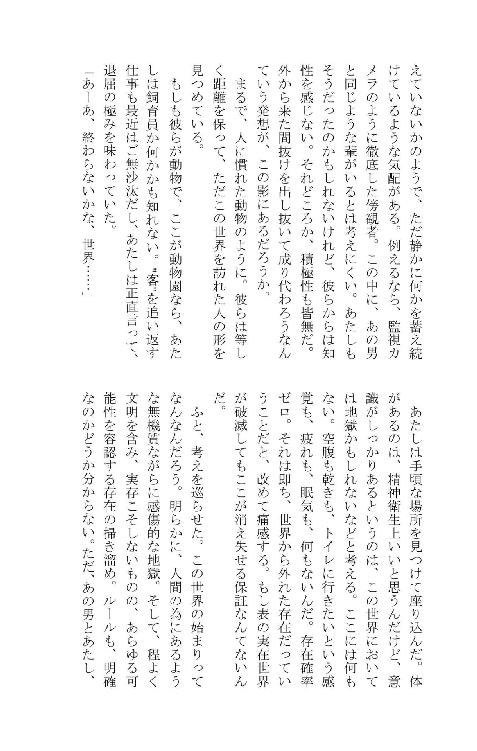 えていないかのようで、ただ静かに何かを蓄え続
けているような気配がある。例えるなら、監視カ
メラのように徹底した傍観者。この中に、あの男
と同じような輩がいるとは考えにくい。あたしも
そうだったのかもしれないけれど、彼らからは知
性を感じない。それどころか、積極性も皆無だ。
外から来た間抜けを出し抜いて成り代わろうなん
ていう発想が、この影にあるだろうか。
まるで、人に慣れた動物のように。彼らは等し
く距離を保って、ただこの世界を訪れた人の形を
見つめている。
もしも彼らが動物で、ここが動物園なら、あた
しは飼育員か何かかも知れない。〝客〟を追い返す
仕事も最近はご無沙汰だし、あたしは正直言って、
退屈の極みを味わっていた。
「あーあ、終わらないかな、世界……」
あたしは手頃な場所を見つけて座り込んだ。体
があるのは、精神衛生上いいと思うんだけど、意
識がしっかりあるというのは、この世界において
は地獄かもしれないなどと考える。ここには何も
ない。空腹も乾きも、トイレに行きたいという感
覚も、疲れも、眠気も、何もないんだ。存在確率
ゼロ。それは即ち、世界から外れた存在だってい
うことだと、改めて痛感する。もし表の実在世界
が破滅してもここが消え失せる保証なんてないん
だ。
ふと、考えを巡らせた。この世界の始まりって
なんなんだろう。明らかに、人間の為にあるよう
な無機質ながらに感傷的な地獄。そして、程よく
文明を含み、実存こそしないものの、あらゆる可
能性を容認する存在の掃き溜め。ルールも、明確
なのかどうか分からない。ただ、あの男とあたし、